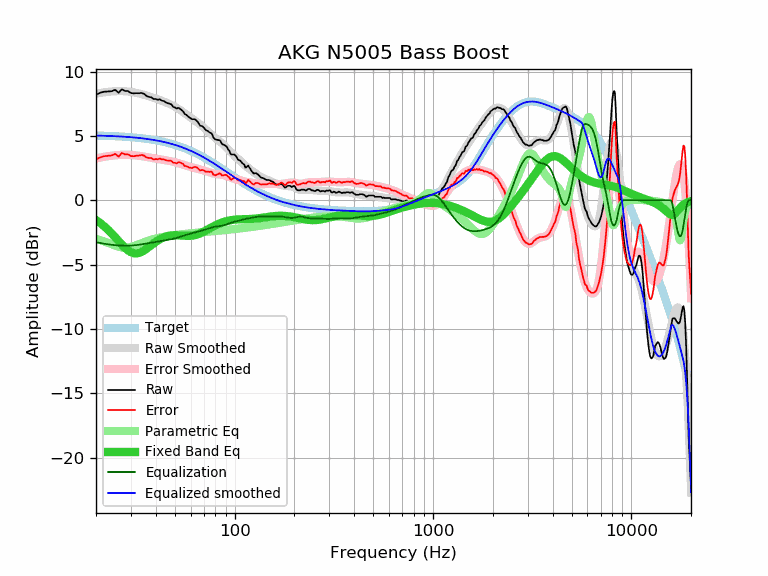 AKG N5005 Bass Boost
10
5
0
−5
−10
−15
−20
Amplitude (dBr)
Target
Raw Smoothed
Error Smoothed
Raw
Error
Parametric Eq
Fixed Band Eq
Equalization
Equalized smoothed
100 1000 10000
Frequency (Hz)